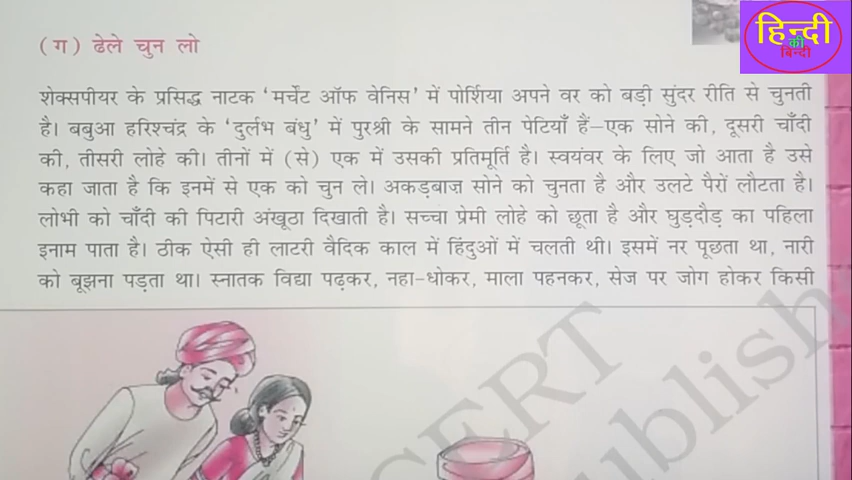 हिन्दी
की
बिन्दी
(ग) ढेले चुन लो
शेक्सपीयर के प्रसिद्ध नाटक 'मर्चेंट ऑफ वेनिस' में पोर्शिया अपने वर को बड़ी सुंदर रीति से चुनती
है। बबुआ हरिश्चंद्र के 'दुर्लभ बंधु' में पुरश्री के सामने तीन पेटियाँ हैं–एक सोने की, दूसरी चाँदी
की, तीसरी लोहे की। तीनों में (से) एक में उसकी प्रतिमूर्ति है। स्वयंवर के लिए जो आता है उसे
कहा जाता है कि इनमें से एक को चुन ले। अकड़बाज़ सोने को चुनता है और उलटे पैरों लौटता है।
लोभी को चाँदी की पिटारी अंखूठा दिखाती है। सच्चा प्रेमी लोहे को छूता है और घुड़दौड़ का पहिला
इनाम पाता है। ठीक ऐसी ही लाटरी वैदिक काल में हिंदुओं में चलती थी। इसमें नर पूछता था, नारी
को बूझना पड़ता था। स्नातक विद्या पढ़कर, नहा-धोकर, माला पहनकर, सेज पर जोग होकर किसी
CERT
ublish